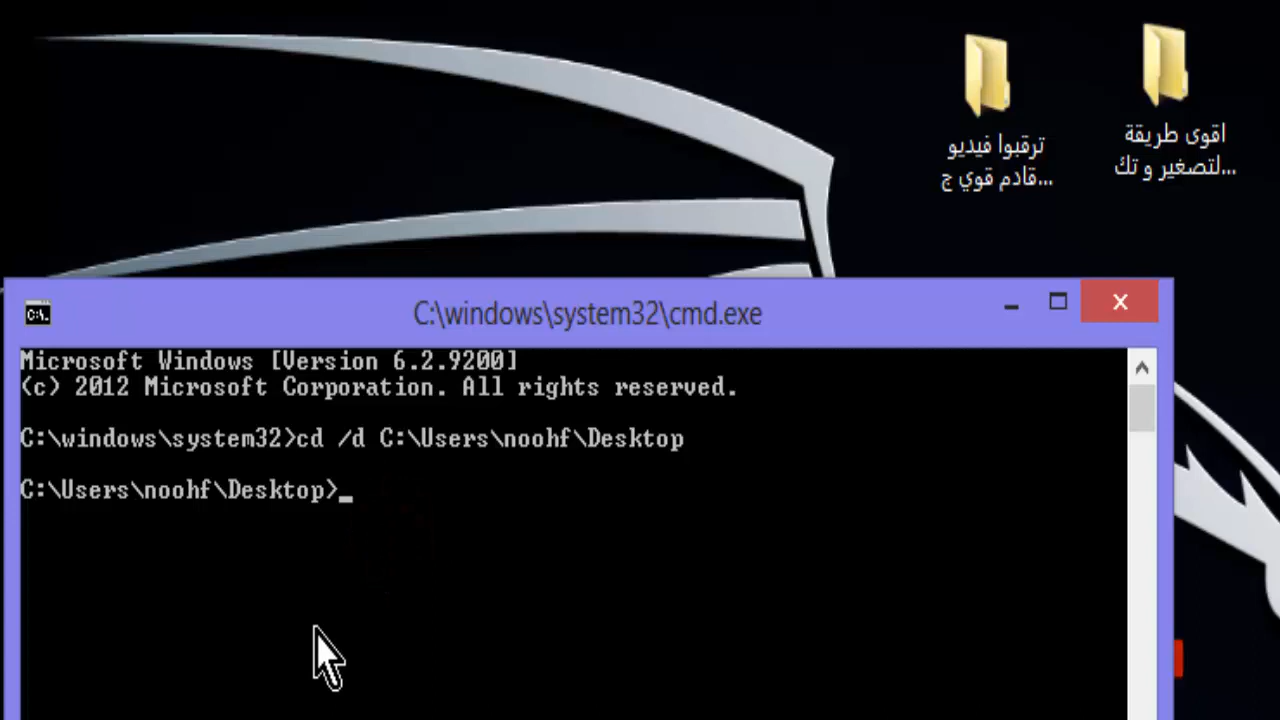 اقوى طريقة
لتصغير و تك...
ترقبوا فيديو
قادم قوي ج...
C:\windows\system32\cmd.exe
Microsoft Windows [Version 6.2.9200]
(c) 2012 Microsoft Corporation. All rights reserved.
C:\windows\system32>cd /d C:\Users\noohf\Desktop
C:\Users\noohf\Desktop>_